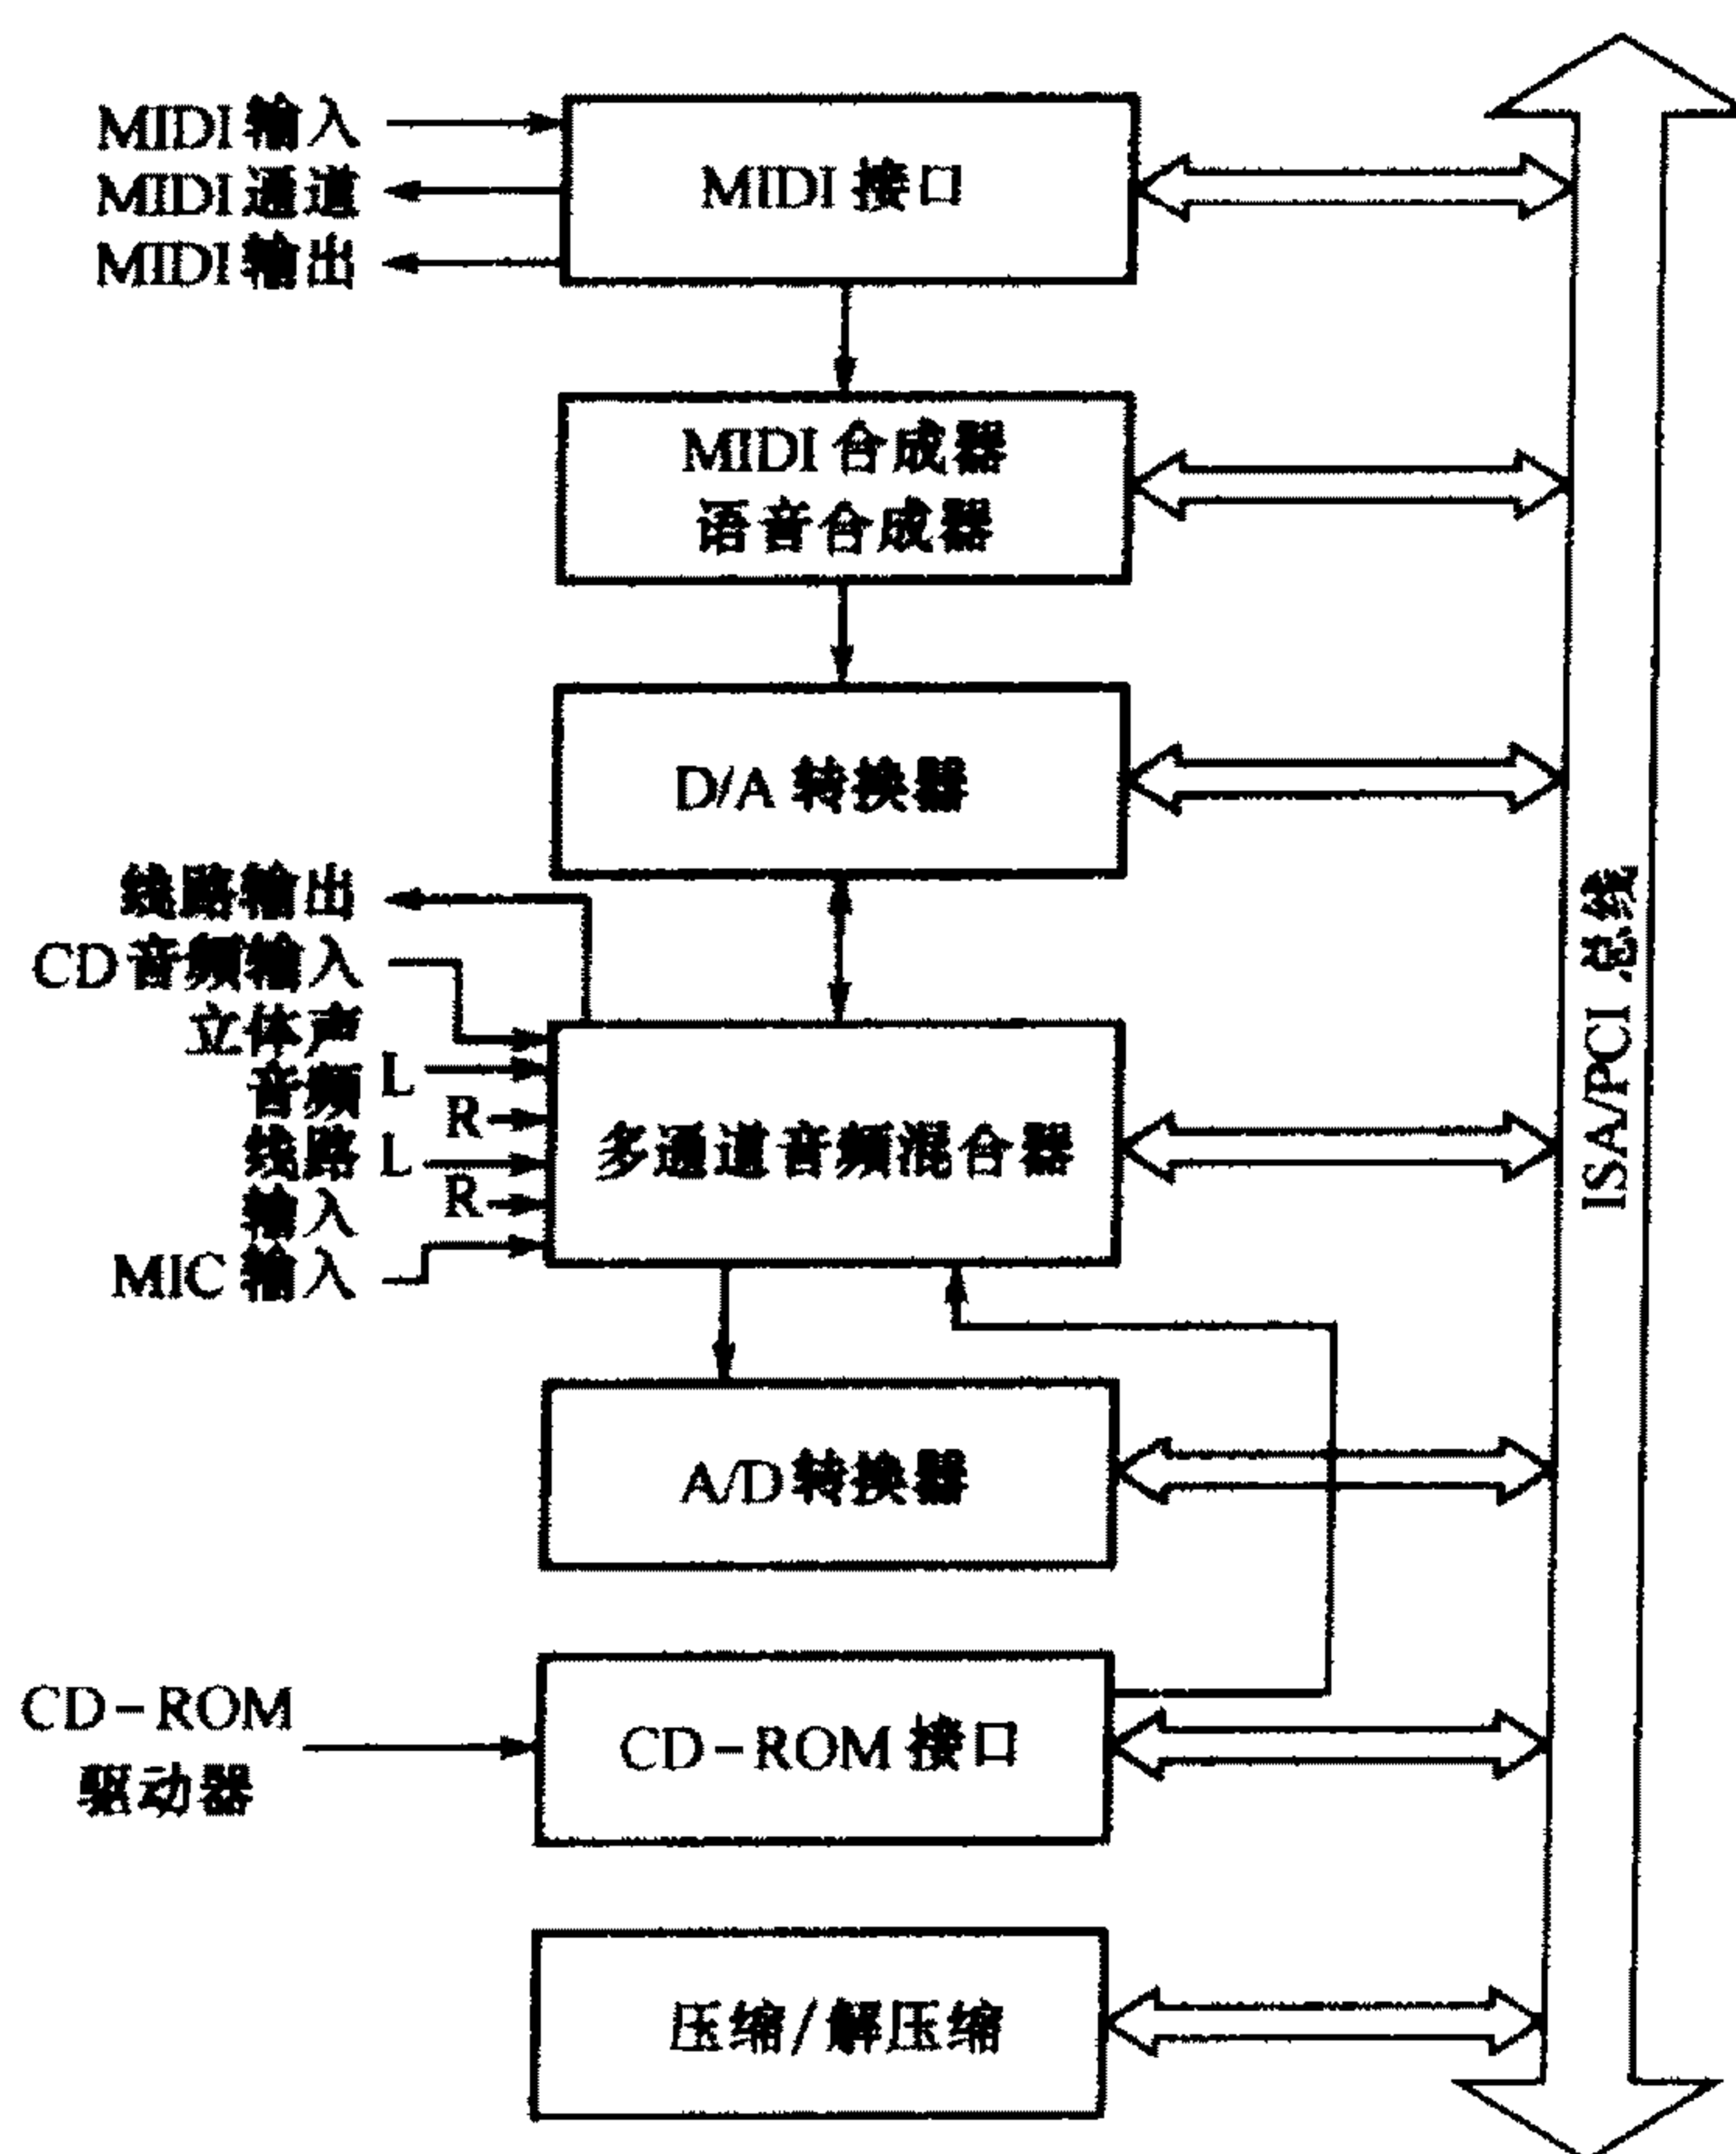 MIDI 输入
MIDI 通道
MIDI 输出
MIDI 接口
MIDI 合成器
语音合成器
D/A 转换器
线路输出
CD 音频输入
立体声
音频 L
R
线路 L
R
输入
MIC 输入
多通道音频混合器
A/D 转换器
CD-ROM
驱动器
CD-ROM 接口
压缩/解压缩
ISA/PCI 总线